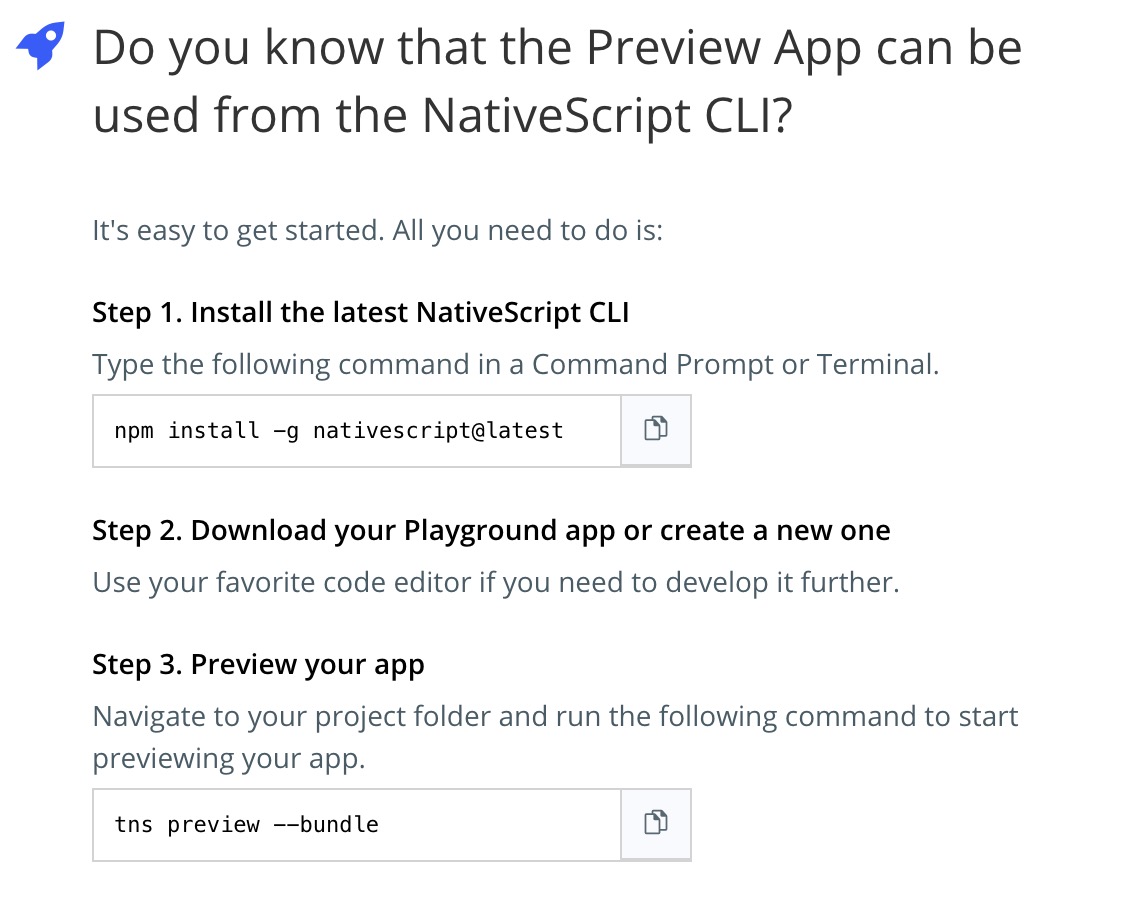 Do you know that the Preview App can be
used from the NativeScript CLI?
It's easy to get started. All you need to do is:
Step 1. Install the latest NativeScript CLI
Type the following command in a Command Prompt or Terminal.
npm install -g nativescript@latest
Step 2. Download your Playground app or create a new one
Use your favorite code editor if you need to develop it further.
Step 3. Preview your app
Navigate to your project folder and run the following command to start
previewing your app.
tns preview --bundle